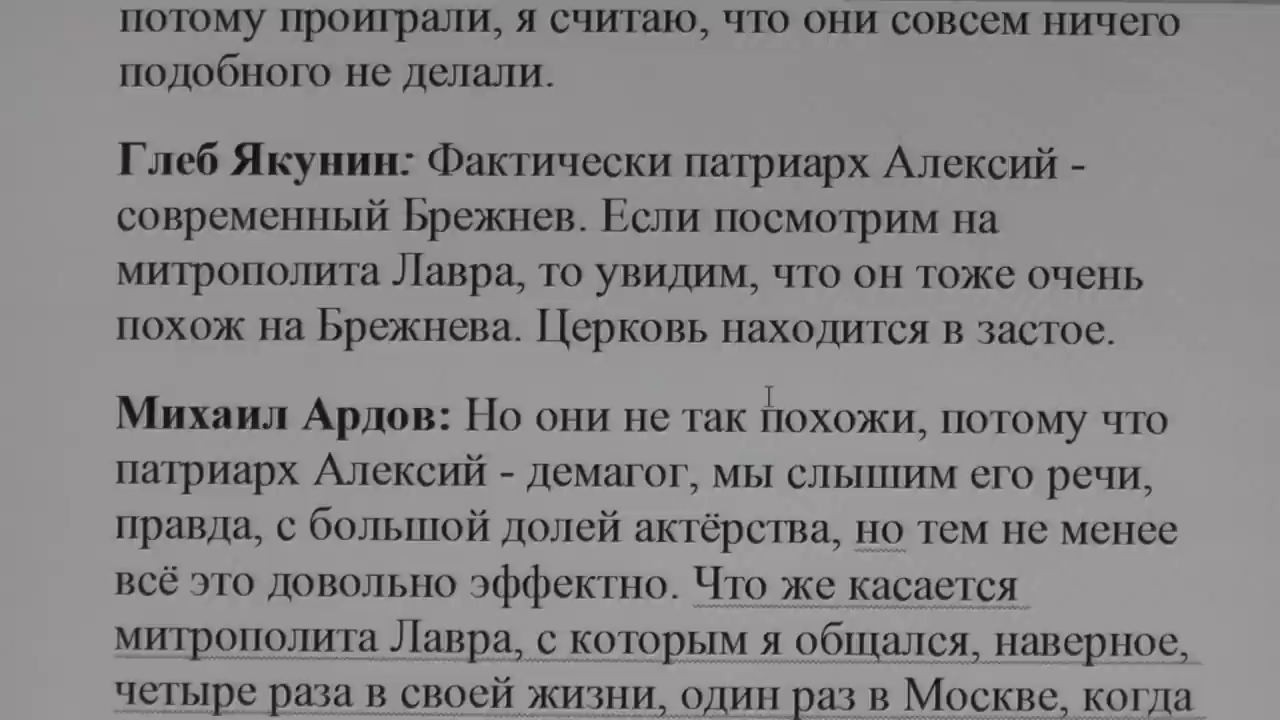 потому проиграли, я считаю, что они совсем ничего
подобного не делали.
Глеб Якунин: Фактически патриарх Алексий -
современный Брежнев. Если посмотрим на
митрополита Лавра, то увидим, что он тоже очень
похож на Брежнева. Церковь находится в застое.
Михаил Ардов: Но они не так похожи, потому что
патриарх Алексий - демагог, мы слышим его речи,
правда, с большой долей актёрства, но тем не менее
всё это довольно эффектно. Что же касается
митрополита Лавра, с которым я общался, наверное,
четыре раза в своей жизни, один раз в Москве, когда